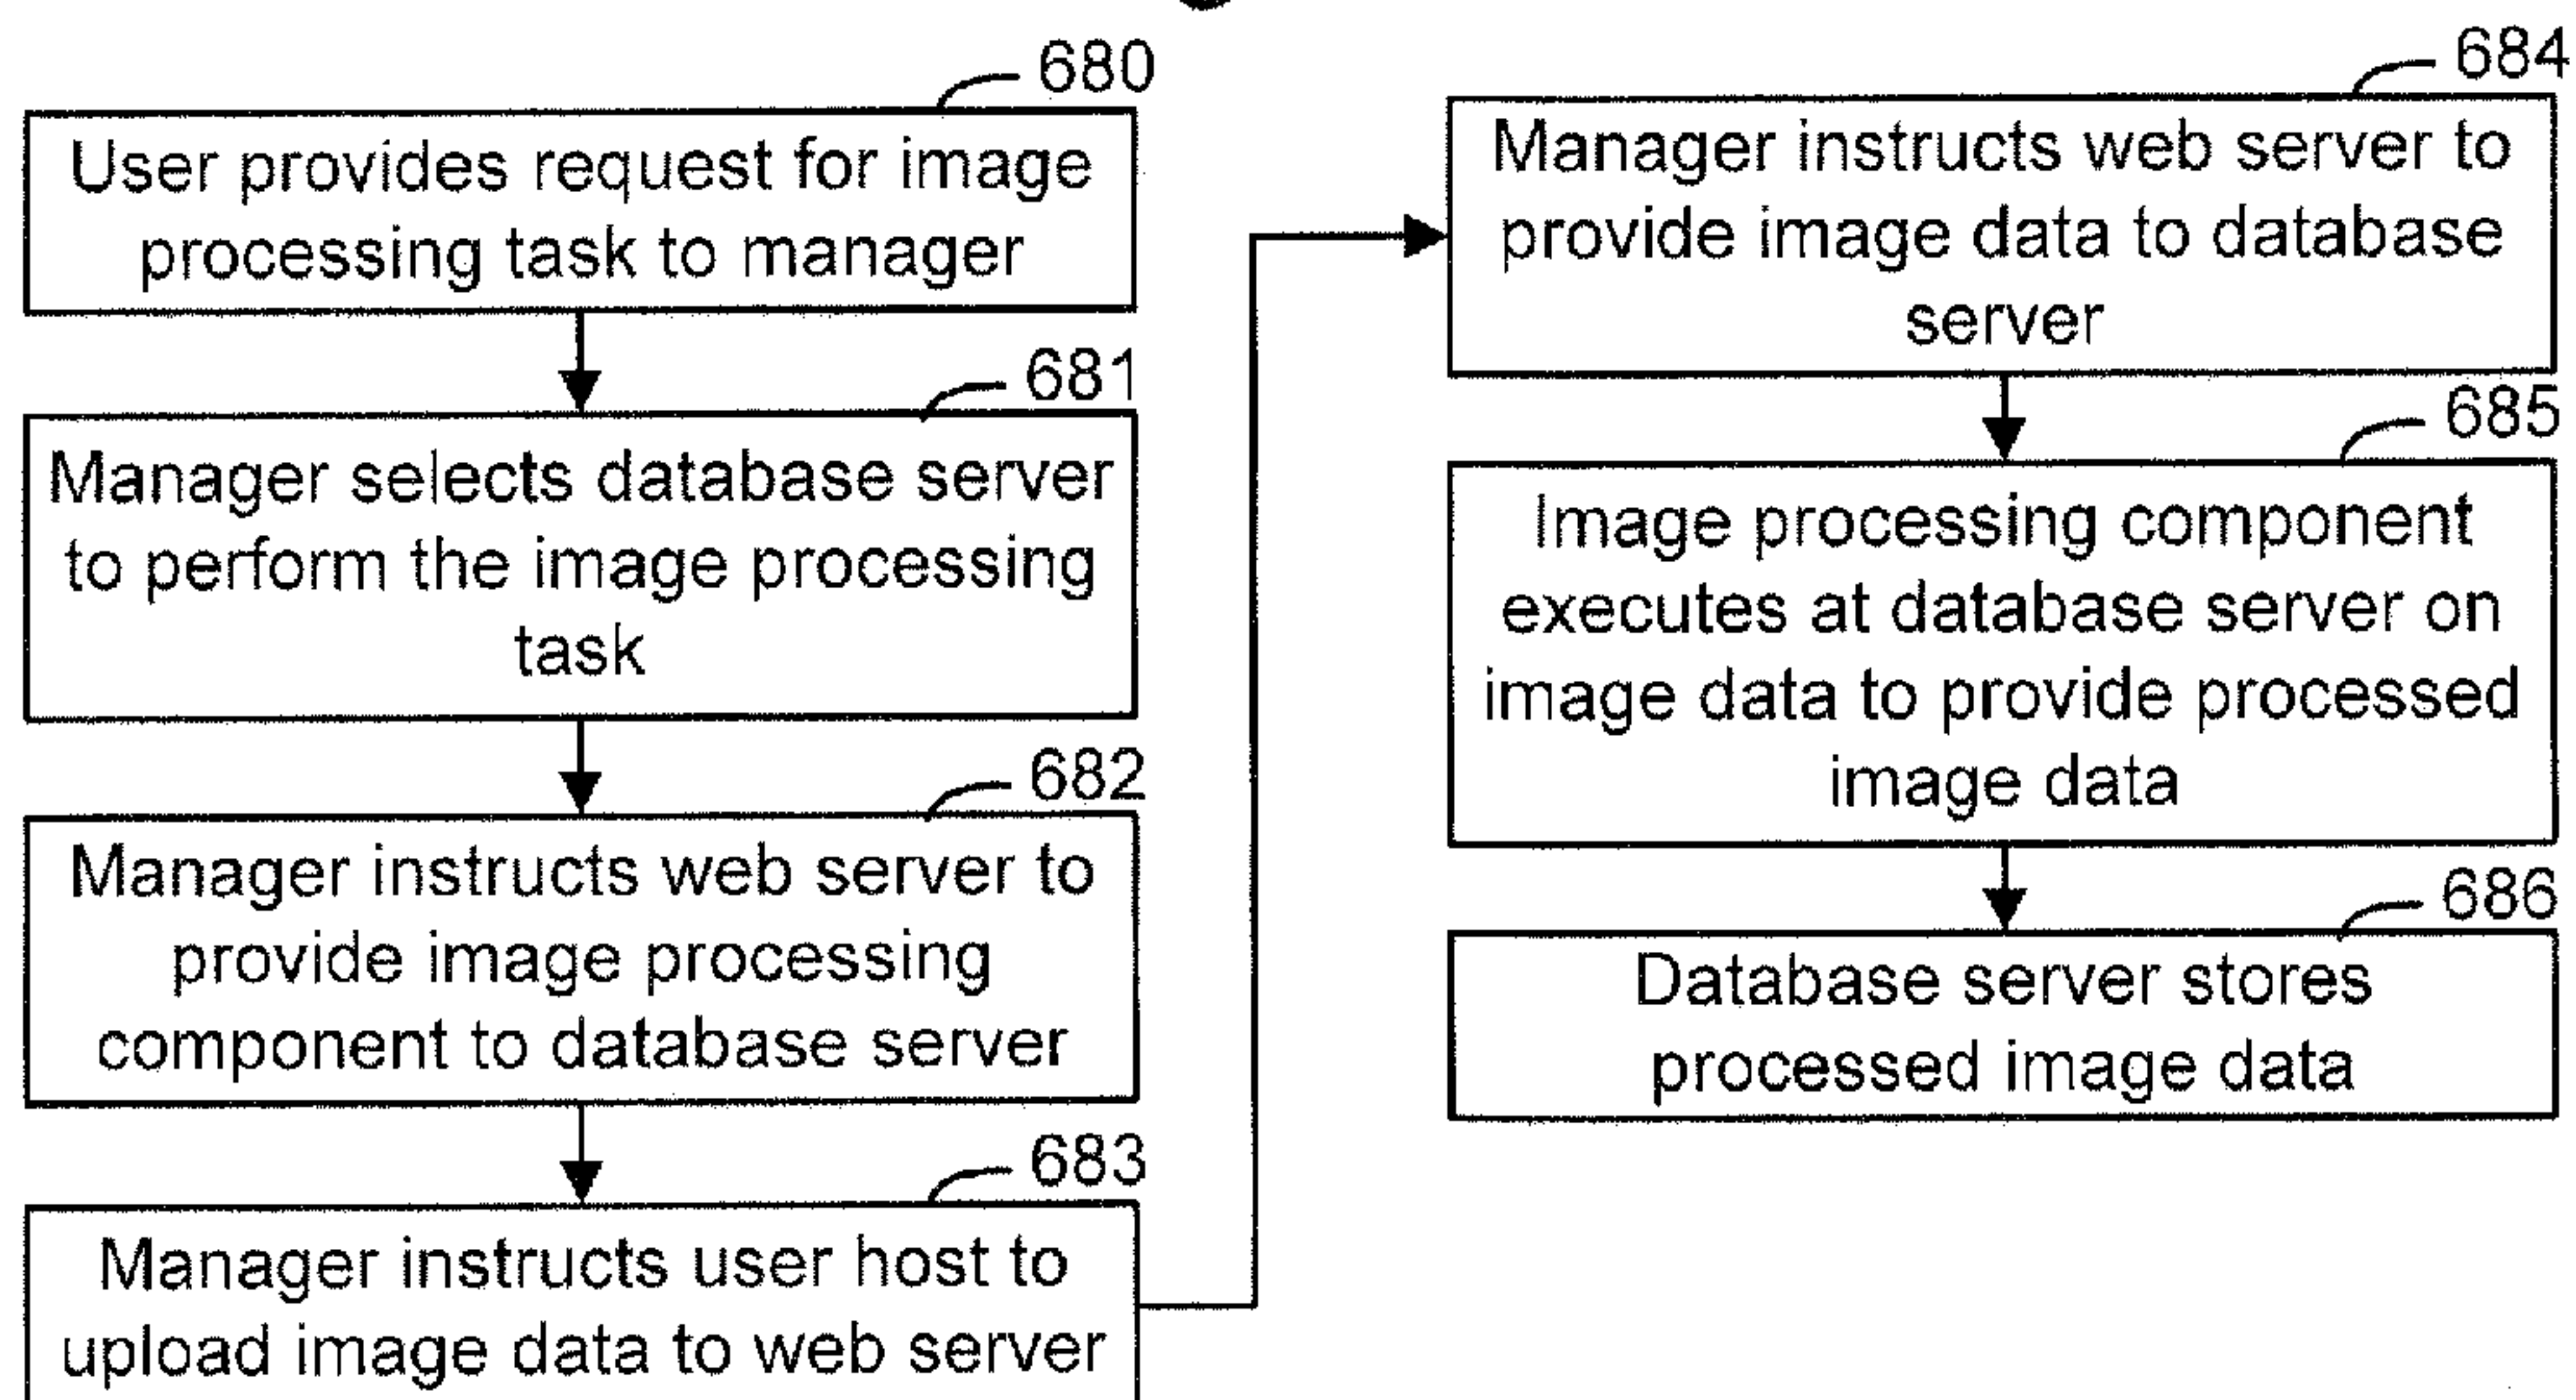 680
User provides request for image
processing task to manager
681
Manager selects database server
to perform the image processing
task
682
Manager instructs web server to
provide image processing
component to database server
683
Manager instructs user host to
upload image data to web server
684
Manager instructs web server to
provide image data to database
server
685
Image processing component
executes at database server on
image data to provide processed
image data
686
Database server stores
processed image data